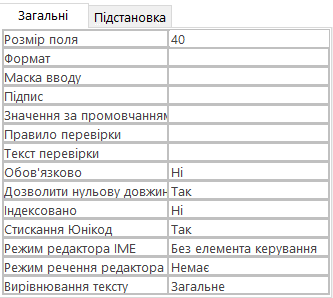 Загальні Підстановка
Розмір поля 40
Формат
Маска вводу
Підпис
Значення за промовчанням
Правило перевірки
Текст перевірки
Обов'язково Ні
Дозволити нульову довжин
Індексовано Ні
Стискання Юнікод Так
Режим редактора IME Без елемента керування
Режим речення редактора Немає
Вирівнювання тексту Загальне